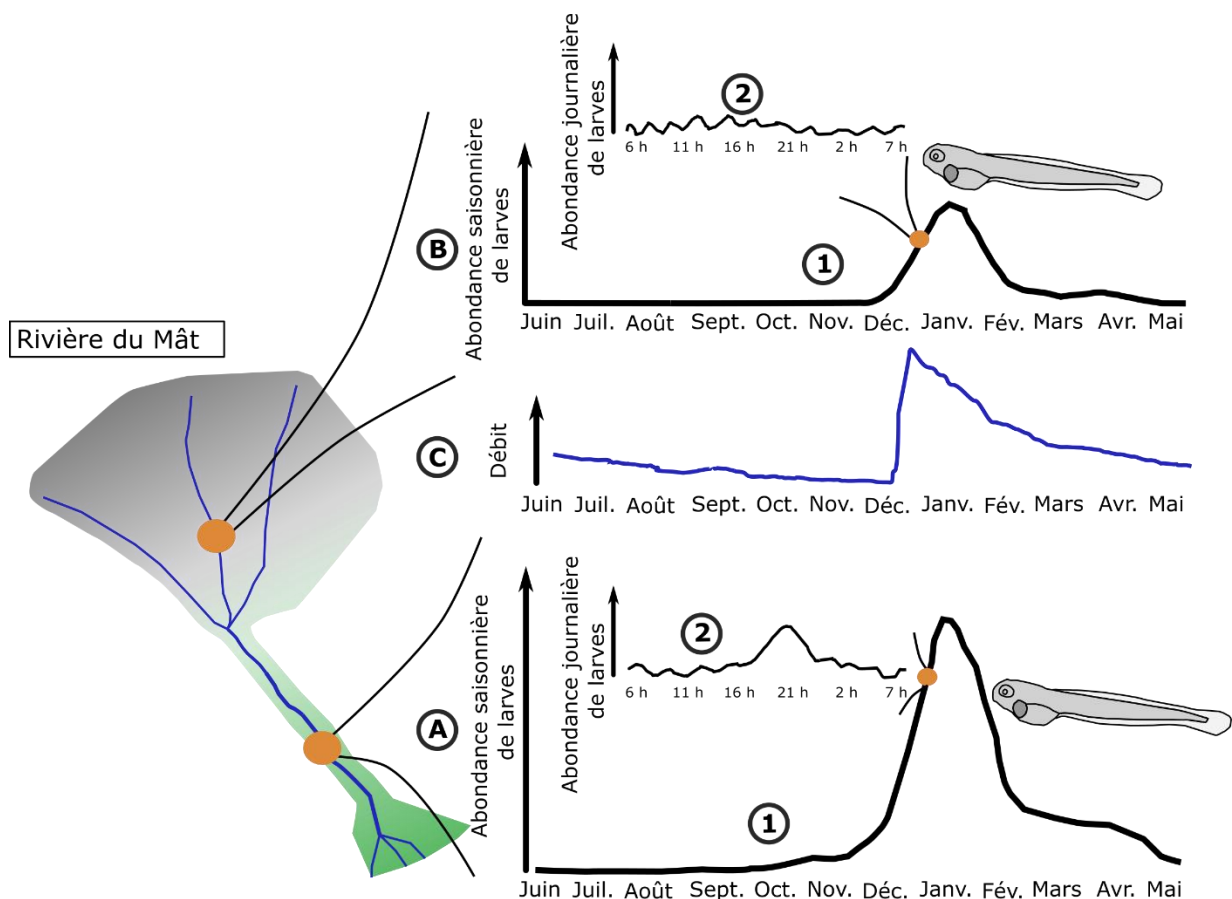 Rivière du Mât
B
Abondance saisonnière
de larves
Abondance journalière
de larves
2
6 h 11 h 16 h 21 h 2 h 7 h
1
Juin Juil. Août Sept. Oct. Nov. Déc. Janv. Fév. Mars Avr. Mai
C
Débit
Juin Juil. Août Sept. Oct. Nov. Déc. Janv. Fév. Mars Avr. Mai
A
Abondance saisonnière
de larves
Abondance journalière
de larves
2
6 h 11 h 16 h 21 h 2 h 7 h
1
Juin Juil. Août Sept. Oct. Nov. Déc. Janv. Fév. Mars Avr. Mai